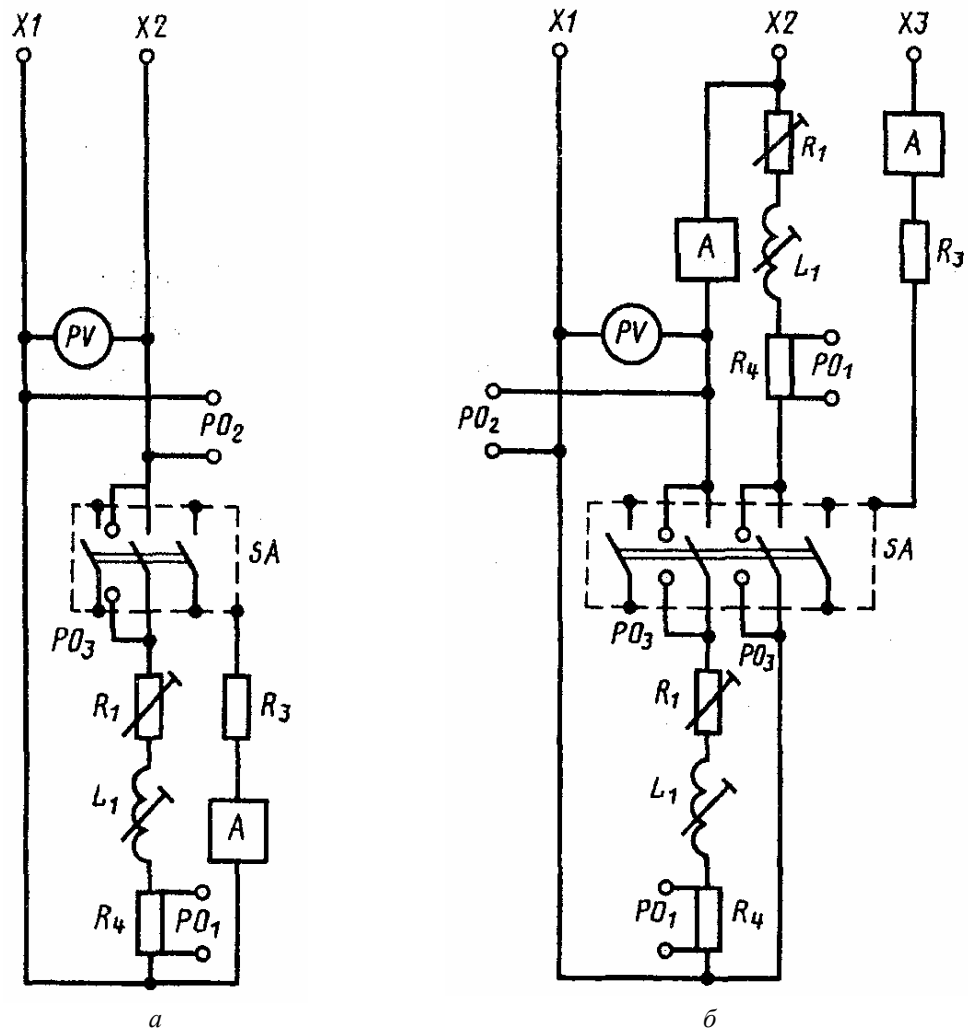 X1 X2
PV
PO2
SA
PO3
R1 R3
L1
A
R4 PO1
а
X1 X2 X3
A
R1
A
L1
R3
PV
R4 PO1
PO2
SA
PO3 PO3
R1
L1
PO1 R4
б